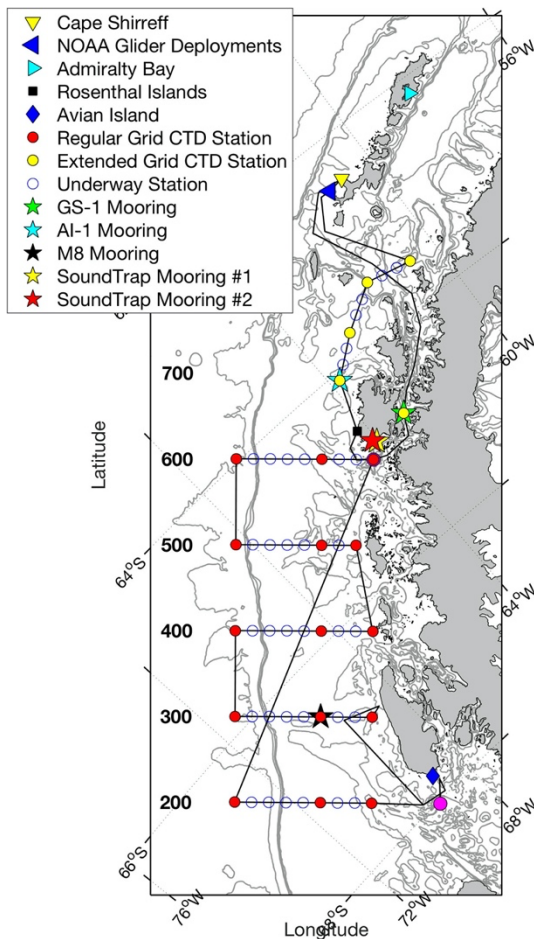 Cape Shirreff
NOAA Glider Deployments
Admiralty Bay
Rosenthal Islands
Avian Island
Regular Grid CTD Station
Extended Grid CTD Station
Underway Station
GS-1 Mooring
AI-1 Mooring
M8 Mooring
SoundTrap Mooring #1
SoundTrap Mooring #2
56°W
60°W
700
600
500
400
300
200
Latitude
64°S
64°W
68°W
66°S
76°W
68°S
72°W
Longitude